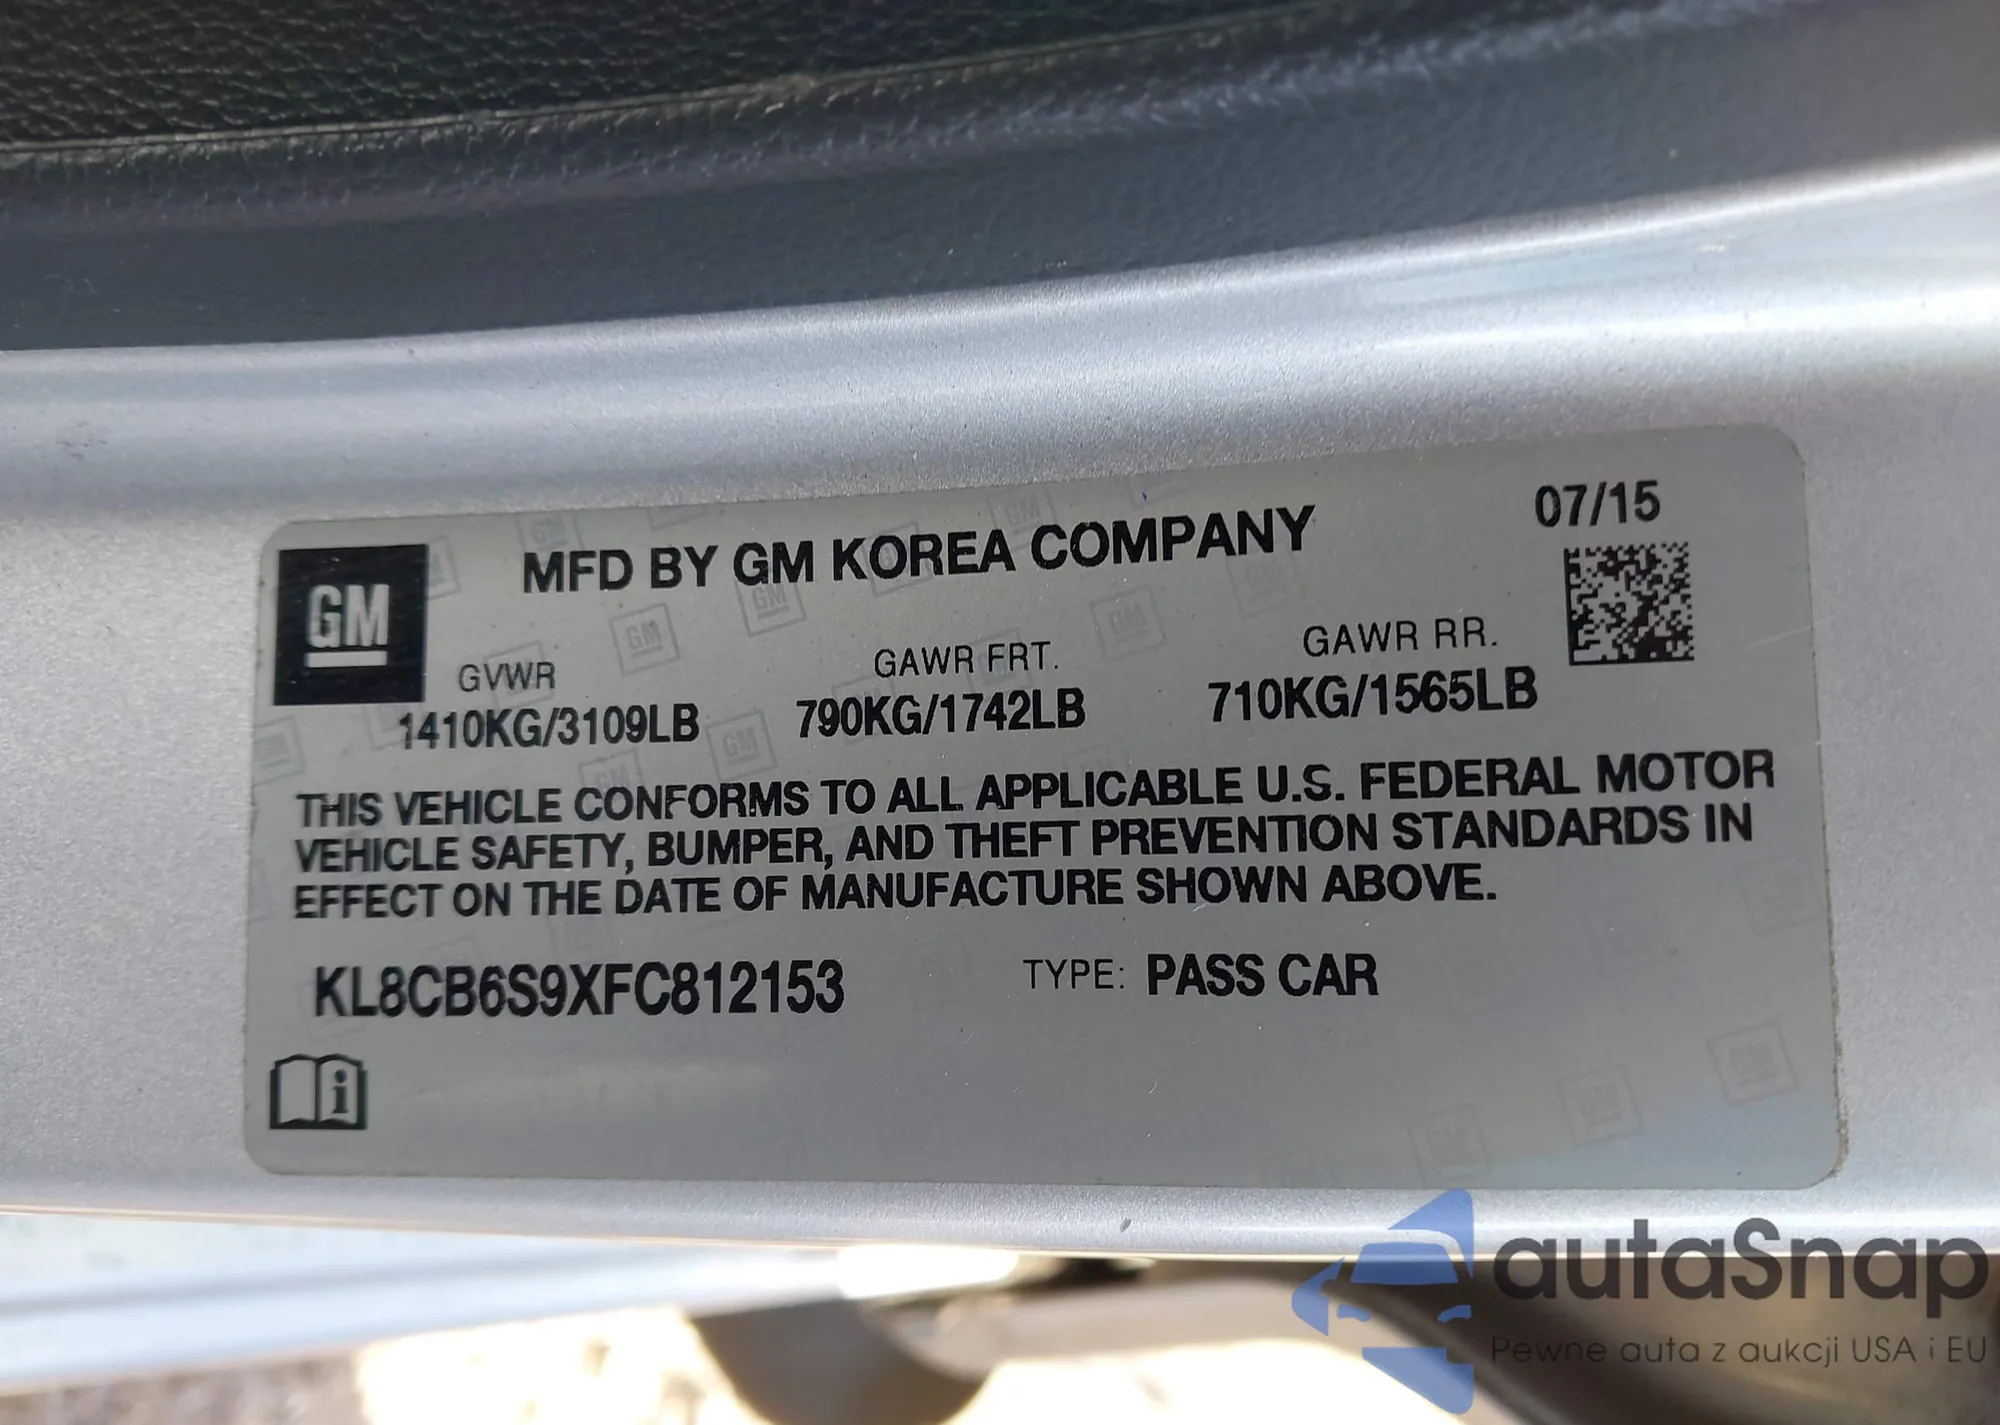 07/15
MFD BY GM KOREA COMPANY
GM
GVWR
GAWR FRT.
GAWR RR.
1410KG/3109LB
790KG/1742LB
710KG/1565LB
THIS VEHICLE CONFORMS TO ALL APPLICABLE U.S. FEDERAL MOTOR
VEHICLE SAFETY, BUMPER, AND THEFT PREVENTION STANDARDS IN
EFFECT ON THE DATE OF MANUFACTURE SHOWN ABOVE.
KL8CB6S9XFC812153
TYPE: PASS CAR
i
autaSnap
Pewne auta z aukcji USA i EU